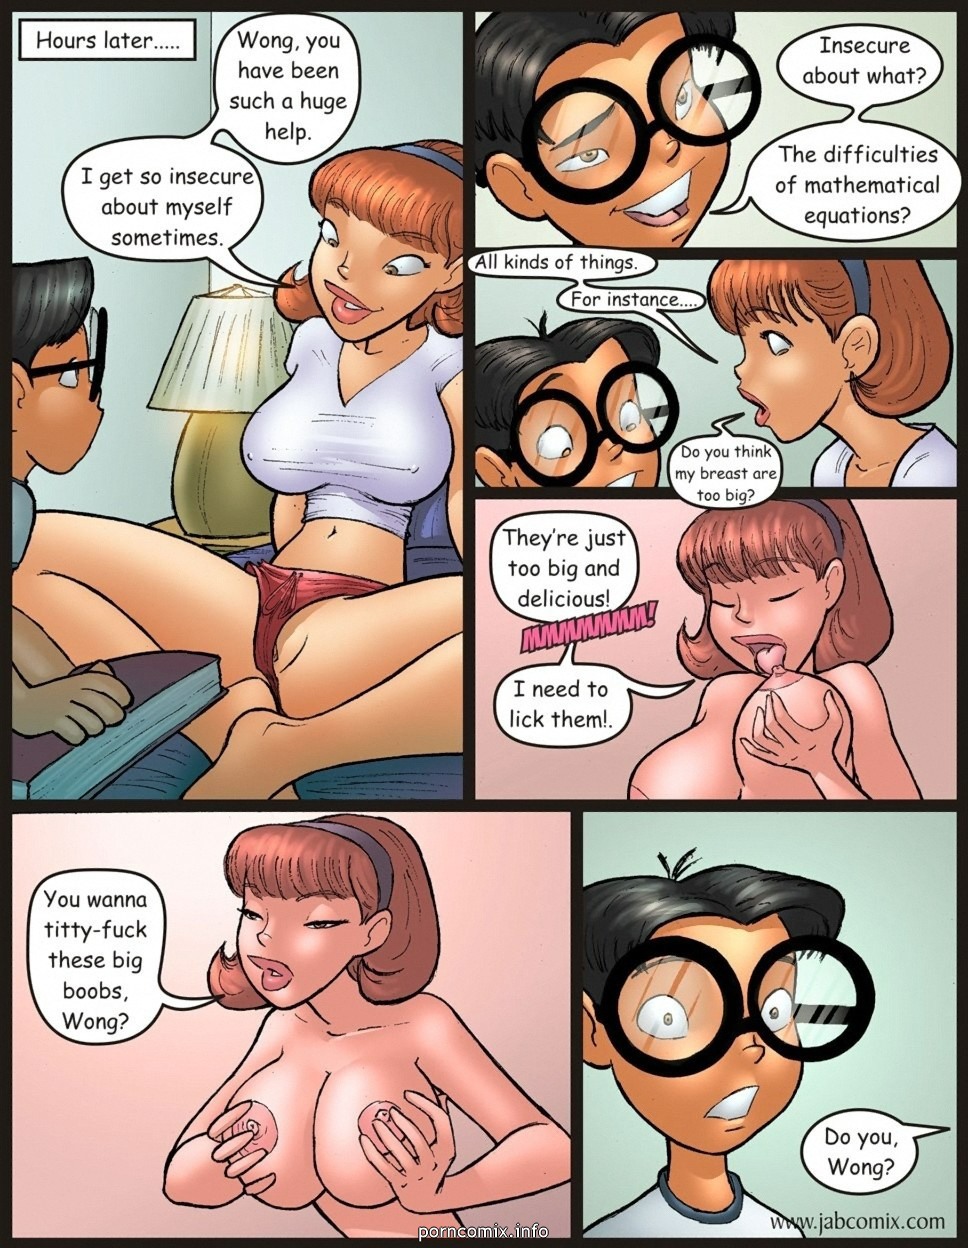 Hours later.....
Wong, you
have been
such a huge
help.
I get so insecure
about myself
sometimes.
Insecure
about what?
The difficulties
of mathematical
equations?
All kinds of things.
For instance....
Do you think
my breast are
too big?
They're just
too big and
delicious!
MMMMMMM!
I need to
lick them!.
You wanna
titty-fuck
these big
boobs,
Wong?
Do you,
Wong?
www.jabcomix.com
porncomix.info